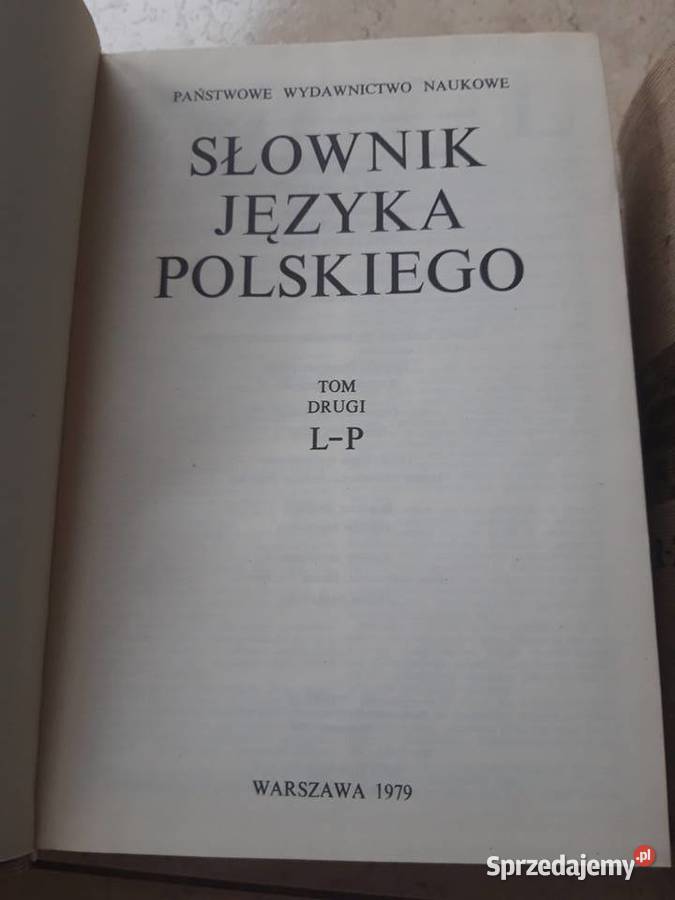 PAŃSTWOWE WYDAWNICTWO NAUKOWE
SŁOWNIK
JĘZYKA
POLSKIEGO
TOM
DRUGI
L–P
WARSZAWA 1979
Sprzedajemy.pl